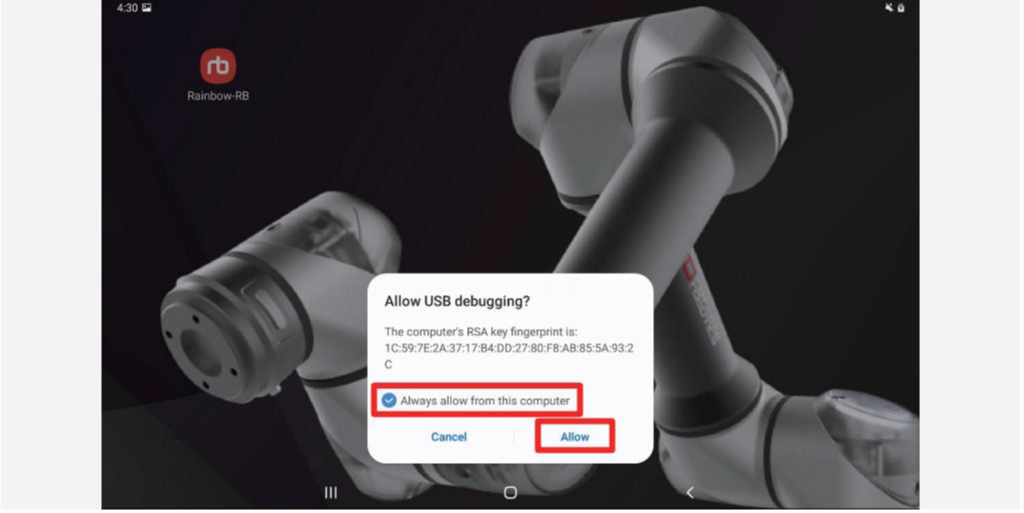 4:30
rb
Rainbow-RB
Allow USB debugging?
The computer's RSA key fingerprint is:
1C:59:7E:2A:37:17:B4:DD:27:80:F8:AB:85:5A:93:2
C
Always allow from this computer
Cancel
Allow